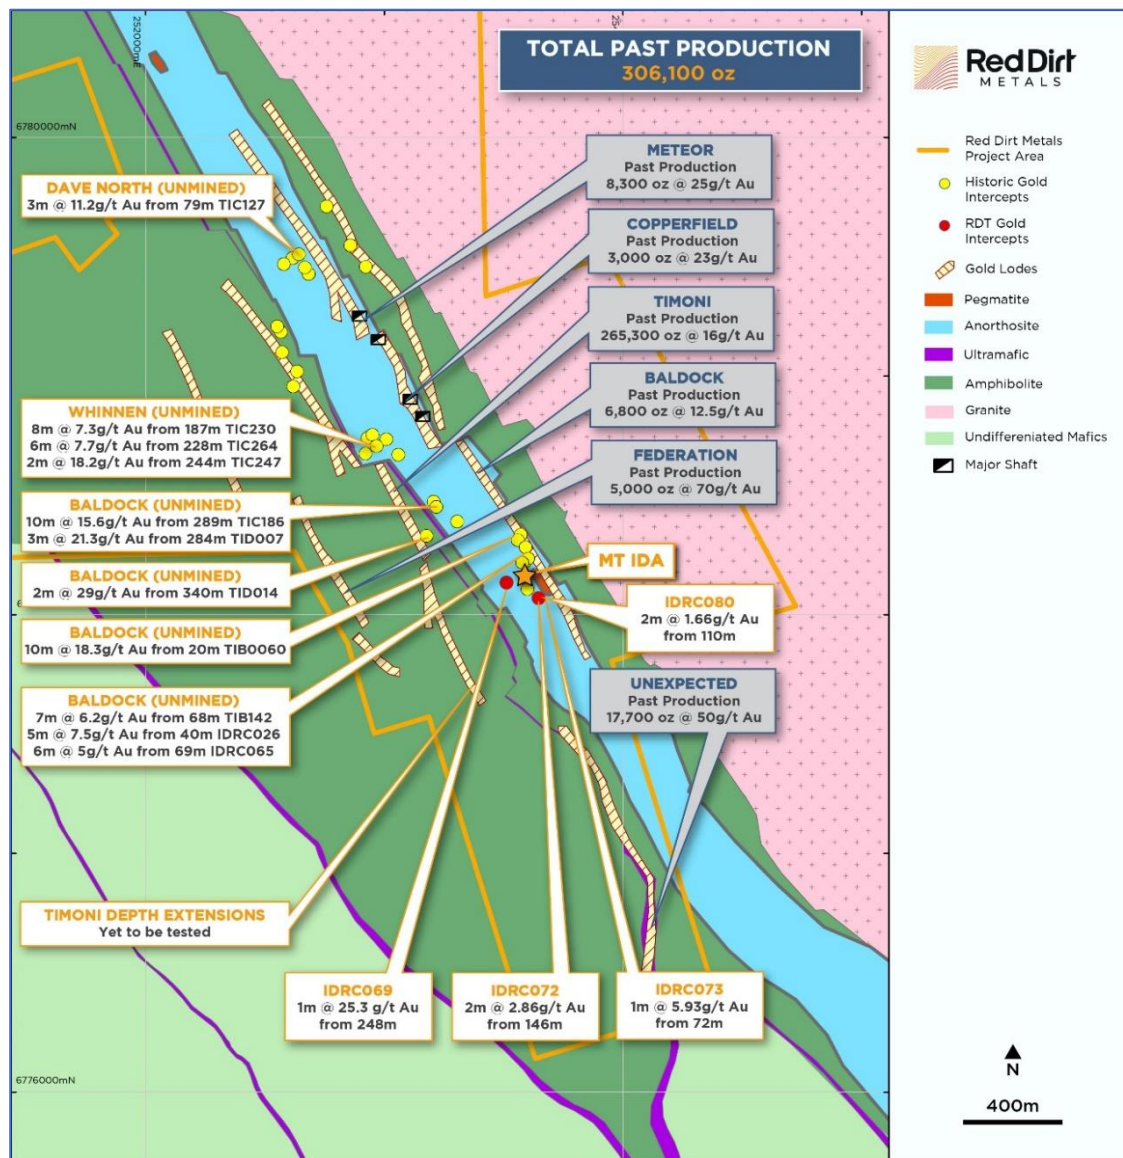 252000mE
25
TOTAL PAST PRODUCTION
306,100 oz
Red Dirt
METALS
6780000mN
METEOR
Past Production
8,300 oz @ 25g/t Au
DAVE NORTH (UNMINED)
3m @ 11.2g/t Au from 79m TIC127
COPPERFIELD
Past Production
3,000 oz @ 23g/t Au
TIMONI
Past Production
265,300 oz @ 16g/t Au
BALDOCK
Past Production
6,800 oz @ 12.5g/t Au
WHINNEN (UNMINED)
8m @ 7.3g/t Au from 187m TIC230
6m @ 7.7g/t Au from 228m TIC264
2m @ 18.2g/t Au from 244m TIC247
FEDERATION
Past Production
5,000 oz @ 70g/t Au
BALDOCK (UNMINED)
10m @ 15.6g/t Au from 289m TIC186
3m @ 21.3g/t Au from 284m TID007
MT IDA
BALDOCK (UNMINED)
2m @ 29g/t Au from 340m TID014
IDRC080
2m @ 1.66g/t Au
from 110m
BALDOCK (UNMINED)
10m @ 18.3g/t Au from 20m TIB0060
UNEXPECTED
Past Production
17,700 oz @ 50g/t Au
BALDOCK (UNMINED)
7m @ 6.2g/t Au from 68m TIB142
5m @ 7.5g/t Au from 40m IDRC026
6m @ 5g/t Au from 69m IDRC065
TIMONI DEPTH EXTENSIONS
Yet to be tested
IDRC069
1m @ 25.3 g/t Au
from 248m
IDRC072
2m @ 2.86g/t Au
from 146m
IDRC073
1m @ 5.93g/t Au
from 72m
6776000mN
Red Dirt Metals
Project Area
Historic Gold
Intercepts
RDT Gold
Intercepts
Gold Lodes
Pegmatite
Anorthosite
Ultramafic
Amphibolite
Granite
Undiffereniated Mafics
Major Shaft
N
400m